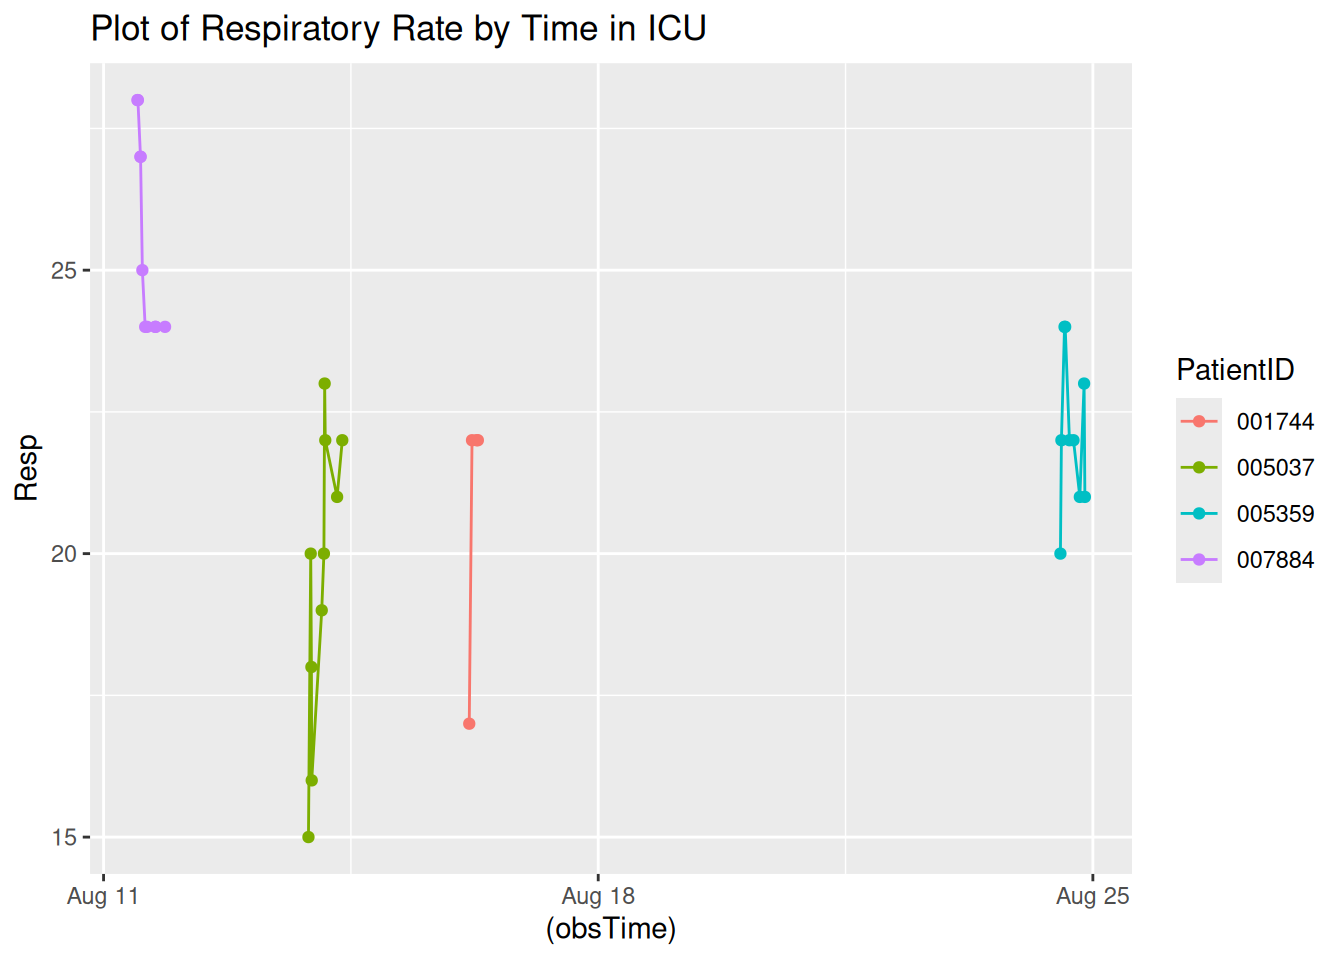 Plot of Respiratory Rate by Time in ICU
Resp
25
20
15
Aug 11
Aug 18
Aug 25
(obsTime)
PatientID
001744
005037
005359
007884